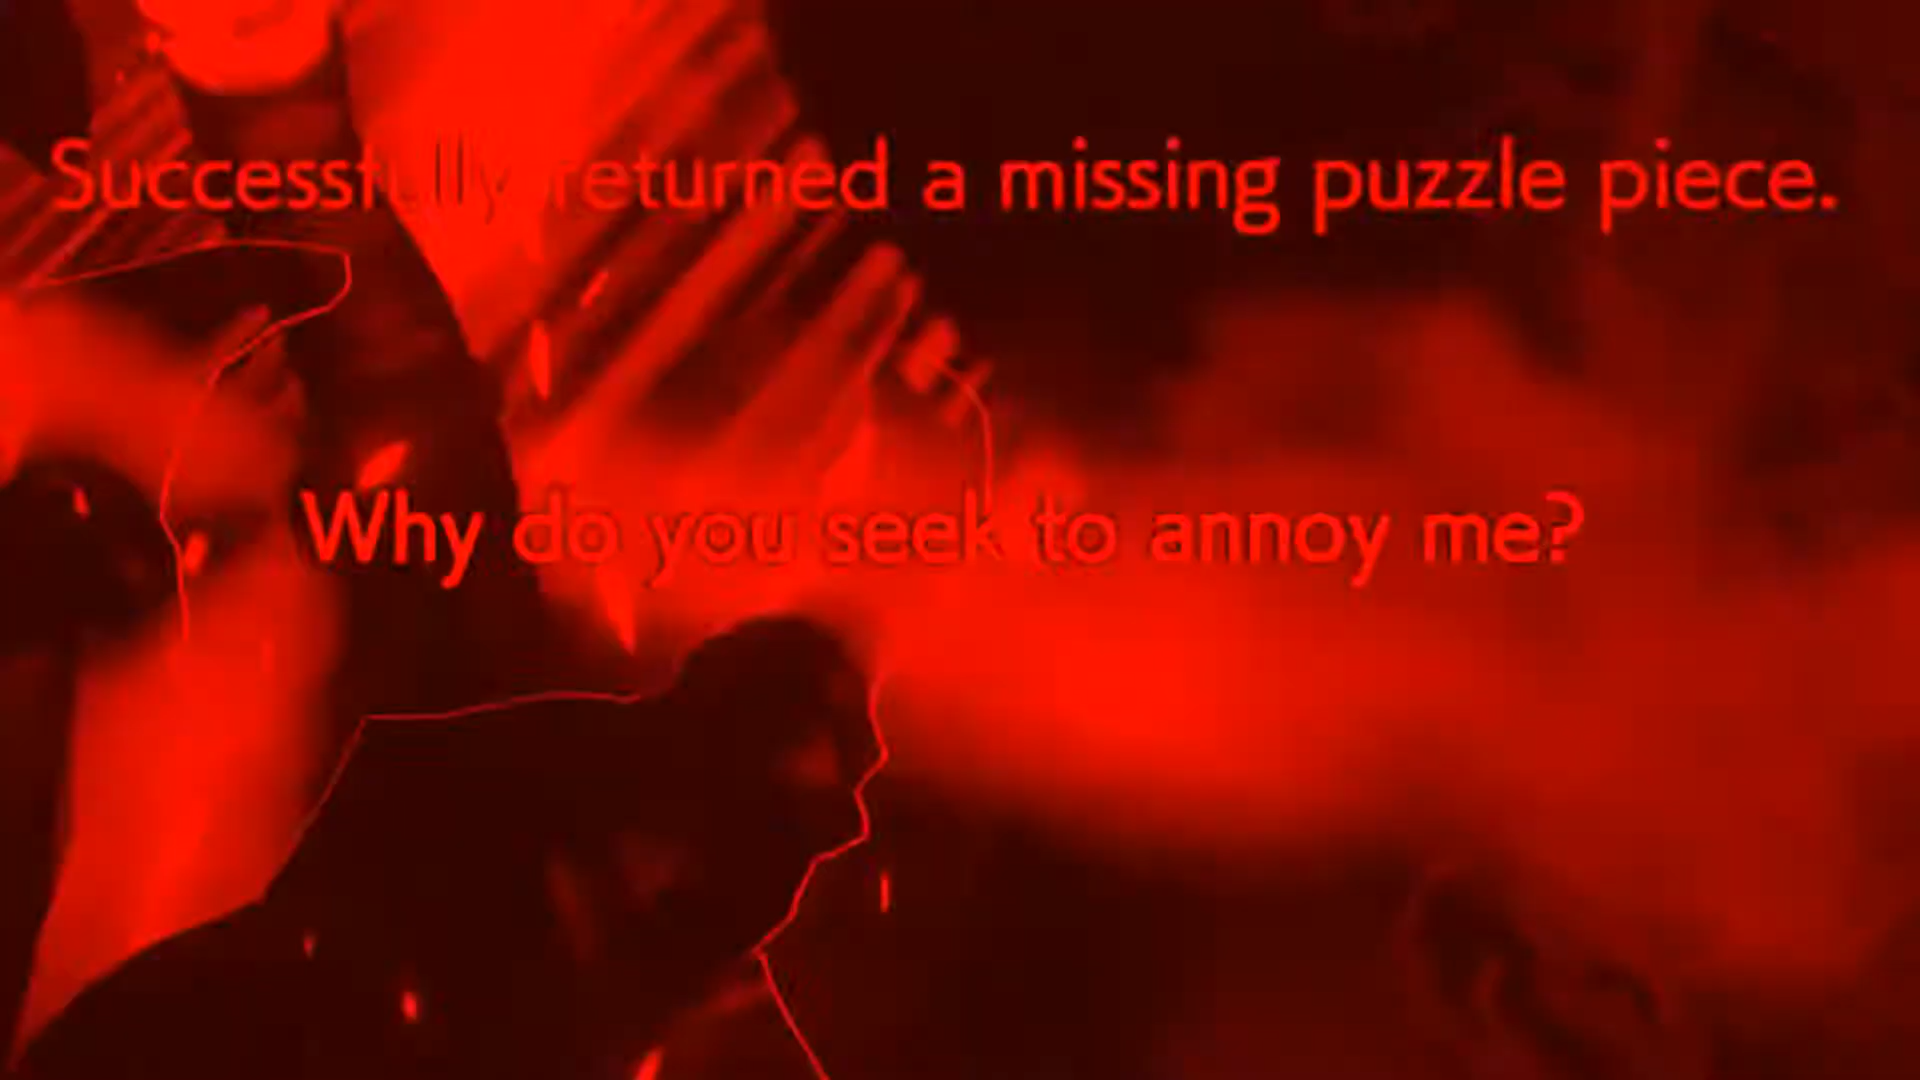 Successfully returned a missing puzzle piece.
Why do you seek to annoy me?